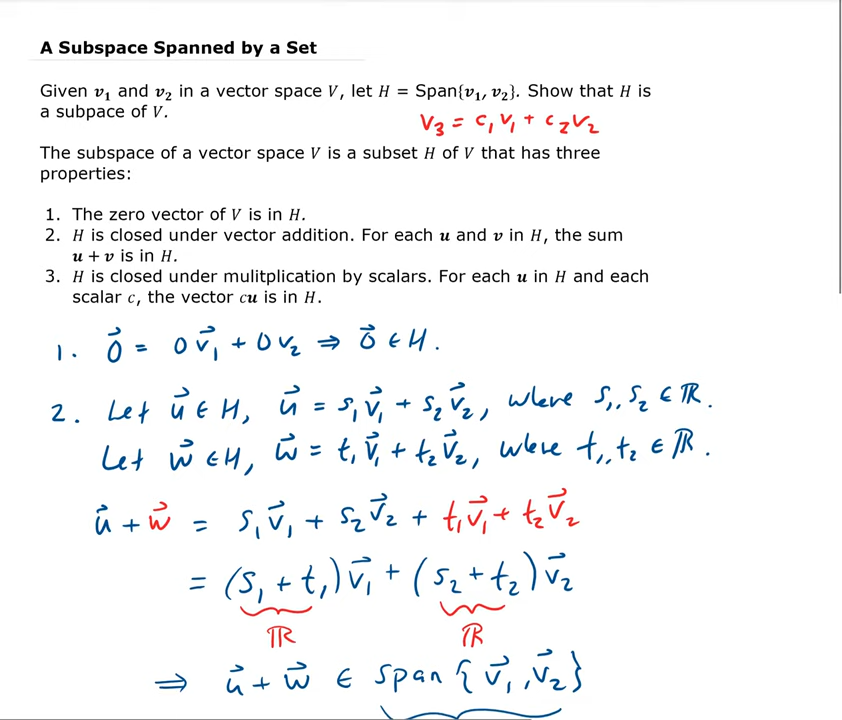 A Subspace Spanned by a Set
Given v₁ and v₂ in a vector space V, let H = Span{v₁, v₂}. Show that H is
a subpace of V.
v₃ = c₁v₁ + c₂v₂
The subspace of a vector space V is a subset H of V that has three
properties:
1. The zero vector of V is in H.
2. H is closed under vector addition. For each u and v in H, the sum
u + v is in H.
3. H is closed under mulitplication by scalars. For each u in H and each
scalar c, the vector cu is in H.
1. 0⃗ = 0v⃗₁ + 0v₂ ⇒ 0⃗ ∈ H.
2. Let u⃗ ∈ H, u⃗ = s₁v⃗₁ + s₂v⃗₂, where s₁, s₂ ∈ ℝ.
Let w⃗ ∈ H, w⃗ = t₁v⃗₁ + t₂v⃗₂, where t₁, t₂ ∈ ℝ.
u⃗ + w⃗ = s₁v⃗₁ + s₂v⃗₂ + t₁v⃗₁ + t₂v⃗₂
= (s₁ + t₁)v⃗₁ + (s₂ + t₂)v⃗₂
ℝ ℝ
⇒ u⃗ + w⃗ ∈ span{v⃗₁, v⃗₂}